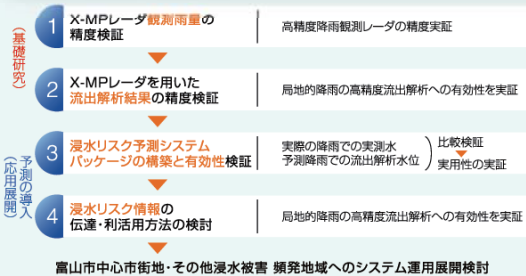 (基礎研究)
1
X-MPレーダ観測雨量の
精度検証
高精度降雨観測レーダの精度実証
2
X-MPレーダを用いた
流出解析結果の精度検証
局地的降雨の高精度流出解析への有効性を実証
予測の導入
(応用展開)
3
浸水リスク予測システム
パッケージの構築と有効性検証
実際の降雨での実測水
予測降雨での流出解析水位
比較検証
実用性の実証
4
浸水リスク情報の
伝達・利活用方法の検討
局地的降雨の高精度流出解析への有効性を実証
富山市中心市街地・その他浸水被害 頻発地域へのシステム運用展開検討